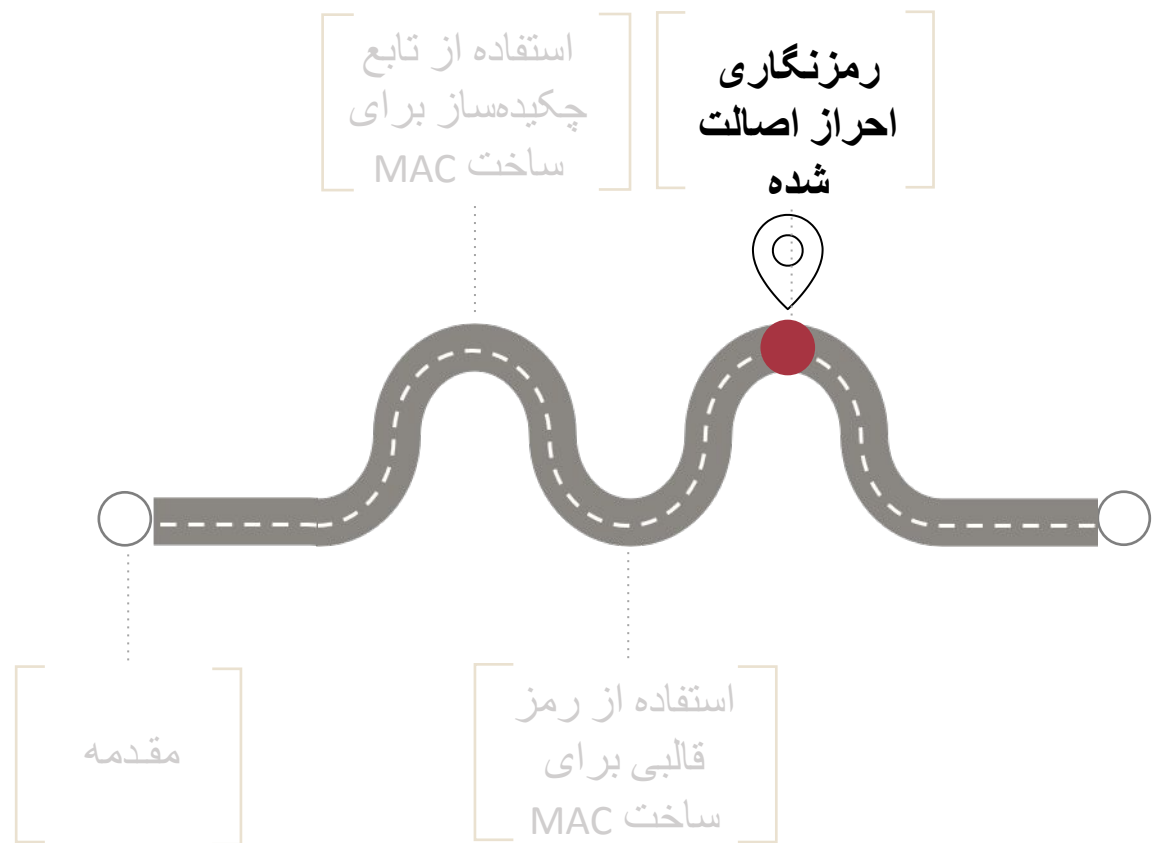 استفاده از تابع
چکیده‌ساز برای
ساخت MAC
رمزنگاری
احراز اصالت
شده
مقدمه
استفاده از رمز
قالبی برای
ساخت MAC